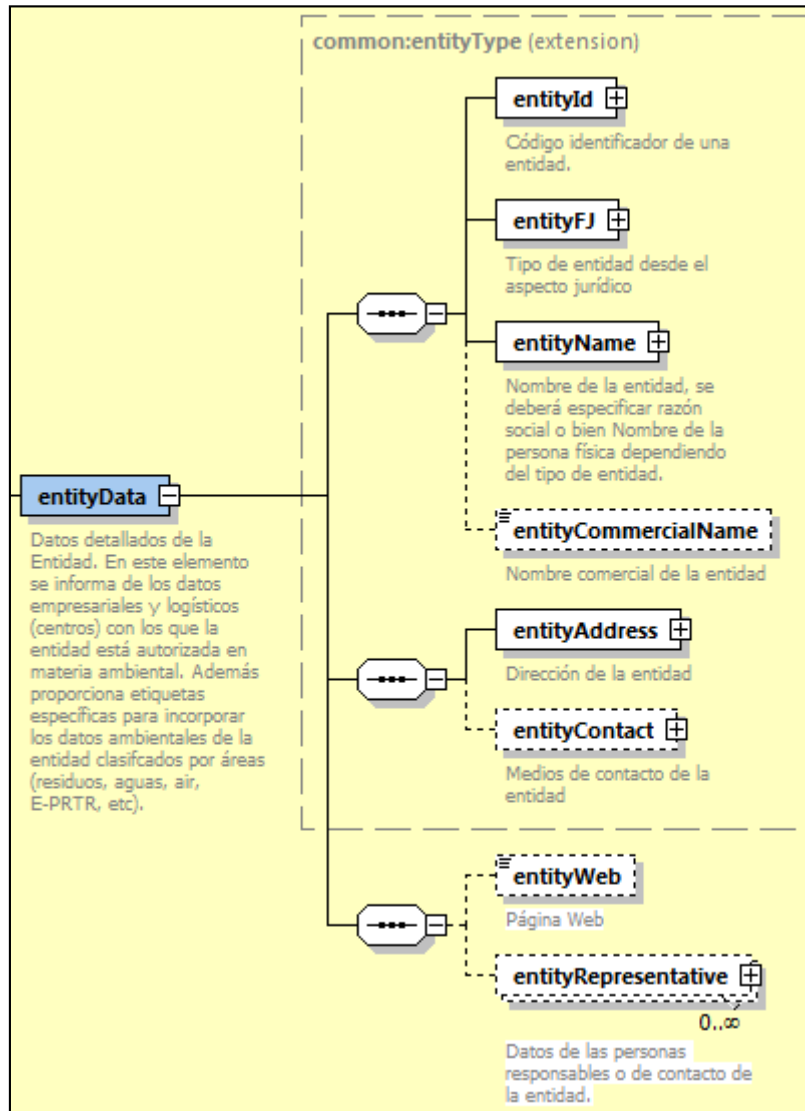 common:entityType (extension)
entityId
Código identificador de una
entidad.
entityFJ
Tipo de entidad desde el
aspecto jurídico
entityName
Nombre de la entidad, se
deberá especificar razón
social o bien Nombre de la
persona física dependiendo
del tipo de entidad.
entityData
Datos detallados de la
Entidad. En este elemento
se informa de los datos
empresariales y logísticos
(centros) con los que la
entidad está autorizada en
materia ambiental. Además
proporciona etiquetas
específicas para incorporar
los datos ambientales de la
entidad clasifcados por áreas
(residuos, aguas, air,
E-PRTR, etc).
entityCommercialName
Nombre comercial de la entidad
entityAddress
Dirección de la entidad
entityContact
Medios de contacto de la
entidad
entityWeb
Página Web
entityRepresentative
0..∞
Datos de las personas
responsables o de contacto de
la entidad.